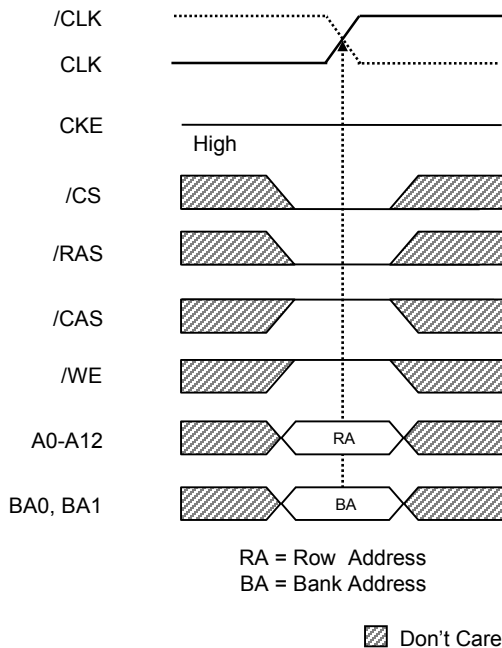 /CLK
CLK
CKE
High
/CS
/RAS
/CAS
/WE
A0-A12
RA
BA0, BA1
BA
RA = Row Address
BA = Bank Address
Don't Care